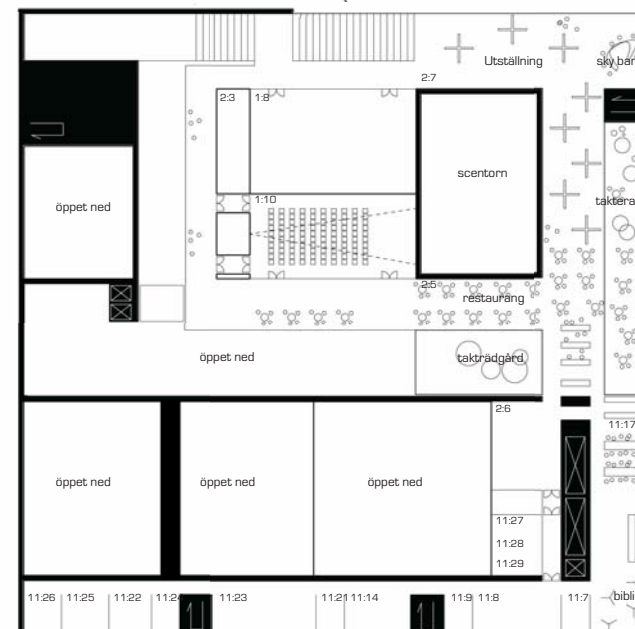 Utställning
sky bar
2:7
2:3
1:8
scentorn
1:10
öppet ned
2:5
restaurang
öppet ned
takträdgård
2:6
11:17
öppet ned
öppet ned
öppet ned
11:27
11:28
11:29
11:26
11:25
11:22
11:23
11:21
11:14
11:9
11:8
11:7